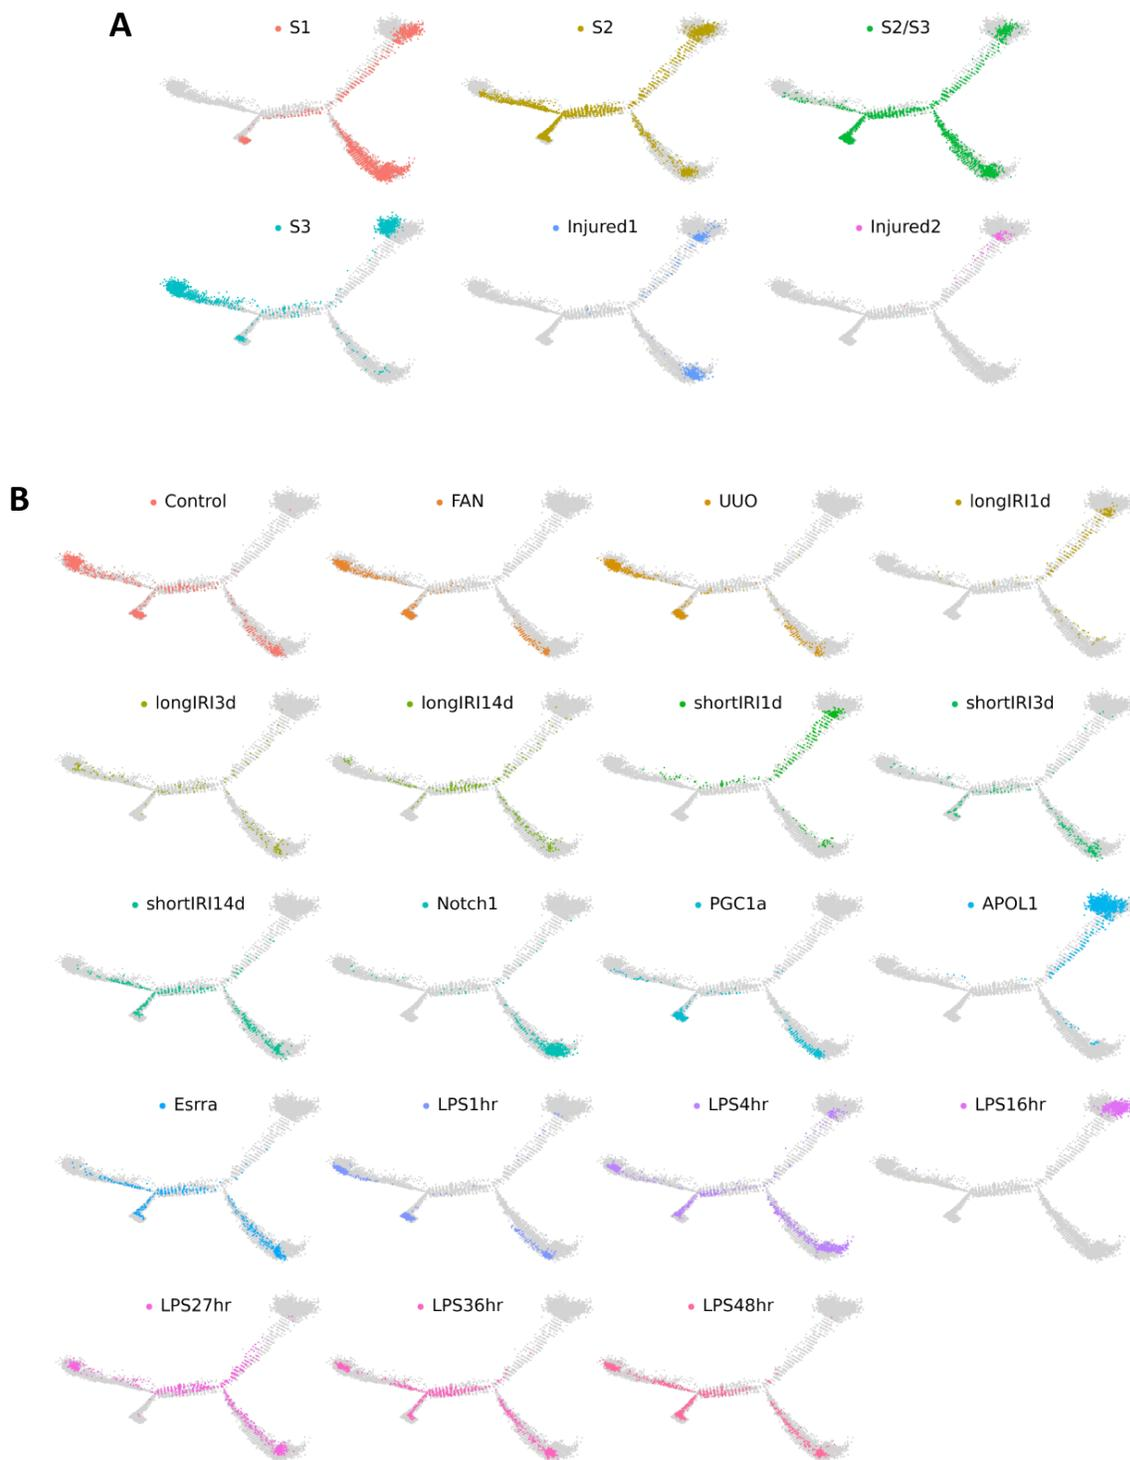 A
S1
S2
S2/S3
S3
Injured1
Injured2
B
Control
FAN
UUO
longIRI1d
longIRI3d
longIRI14d
shortIRI1d
shortIRI3d
shortIRI14d
Notch1
PGC1a
APOL1
Esrra
LPS1hr
LPS4hr
LPS16hr
LPS27hr
LPS36hr
LPS48hr